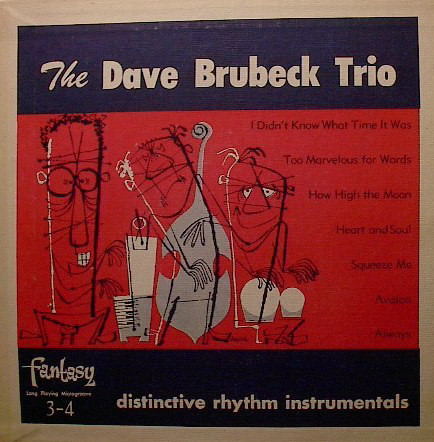 The Dave Brubeck Trio
I Didn't Know What Time It Was
Too Marvelous for Words
How High the Moon
Heart and Soul
Squeeze Me
Avalon
Always
fantasy
Long Playing Microgroove
3-4
distinctive rhythm instrumentals